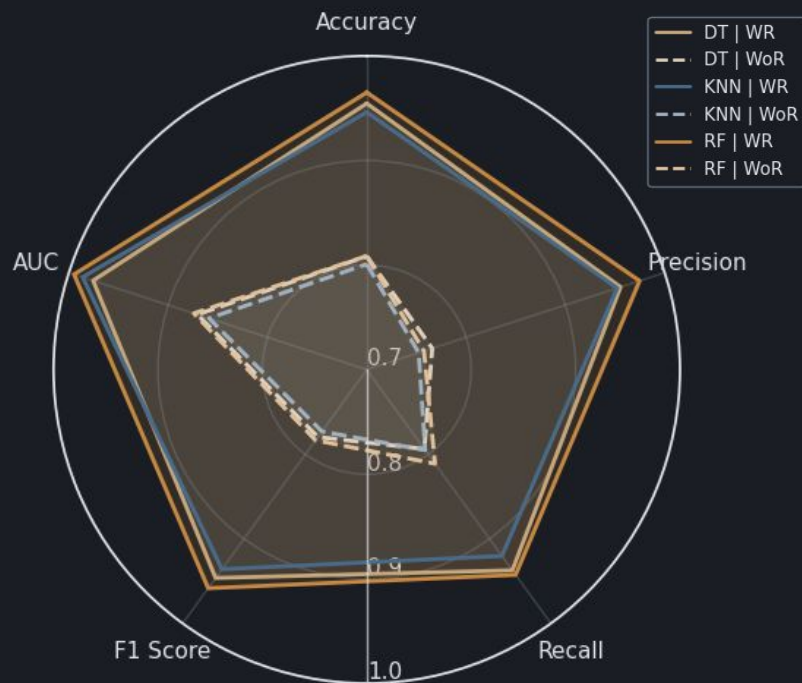 Accuracy
DT | WR
DT | WoR
KNN | WR
KNN | WoR
RF | WR
RF | WoR
AUC
Precision
0.7
0.8
0.9
F1 Score
Recall
1.0